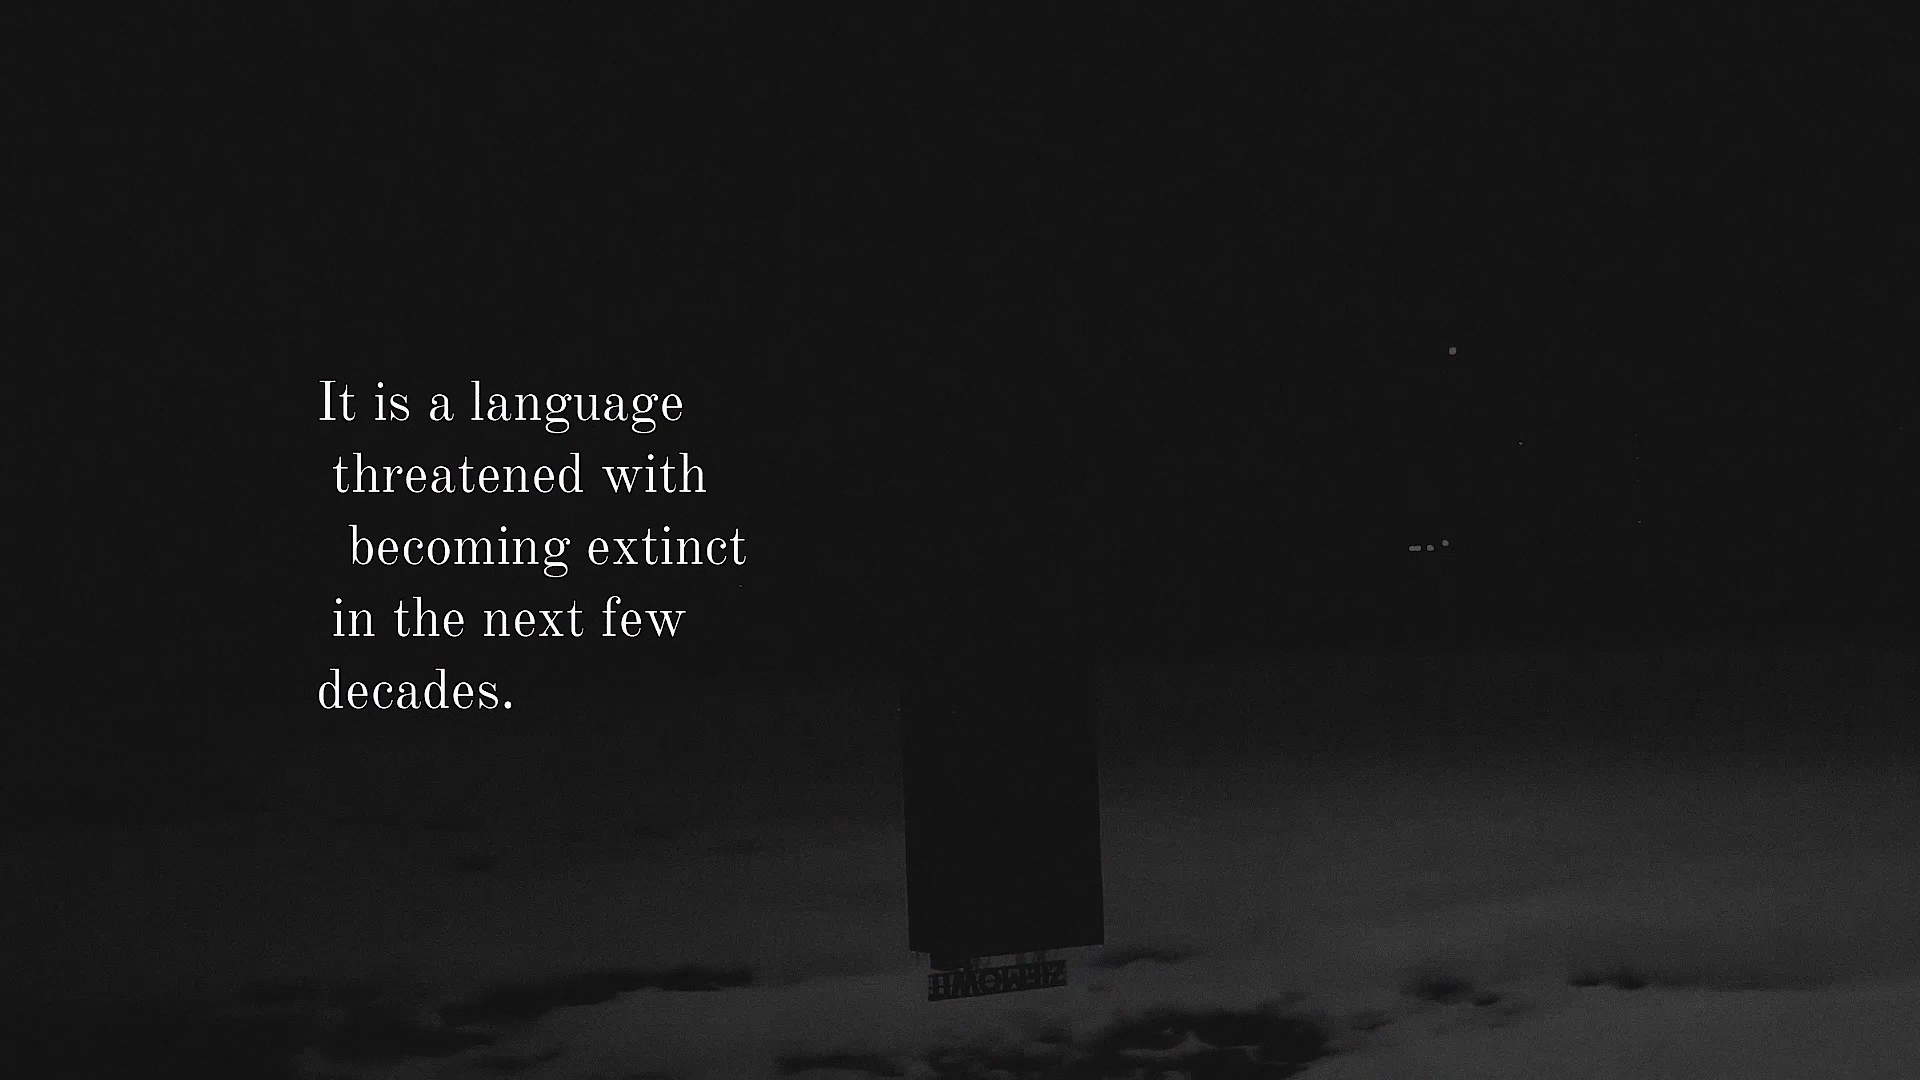 It is a language
threatened with
becoming extinct
in the next few
decades.